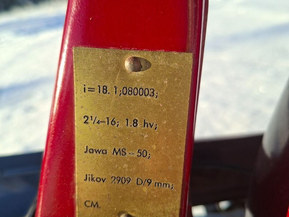 i=18.1;080003;
2¼-16; 1.8 hv;
Jawa MS-50;
Jikov 2909 D/9 mm;
CM.